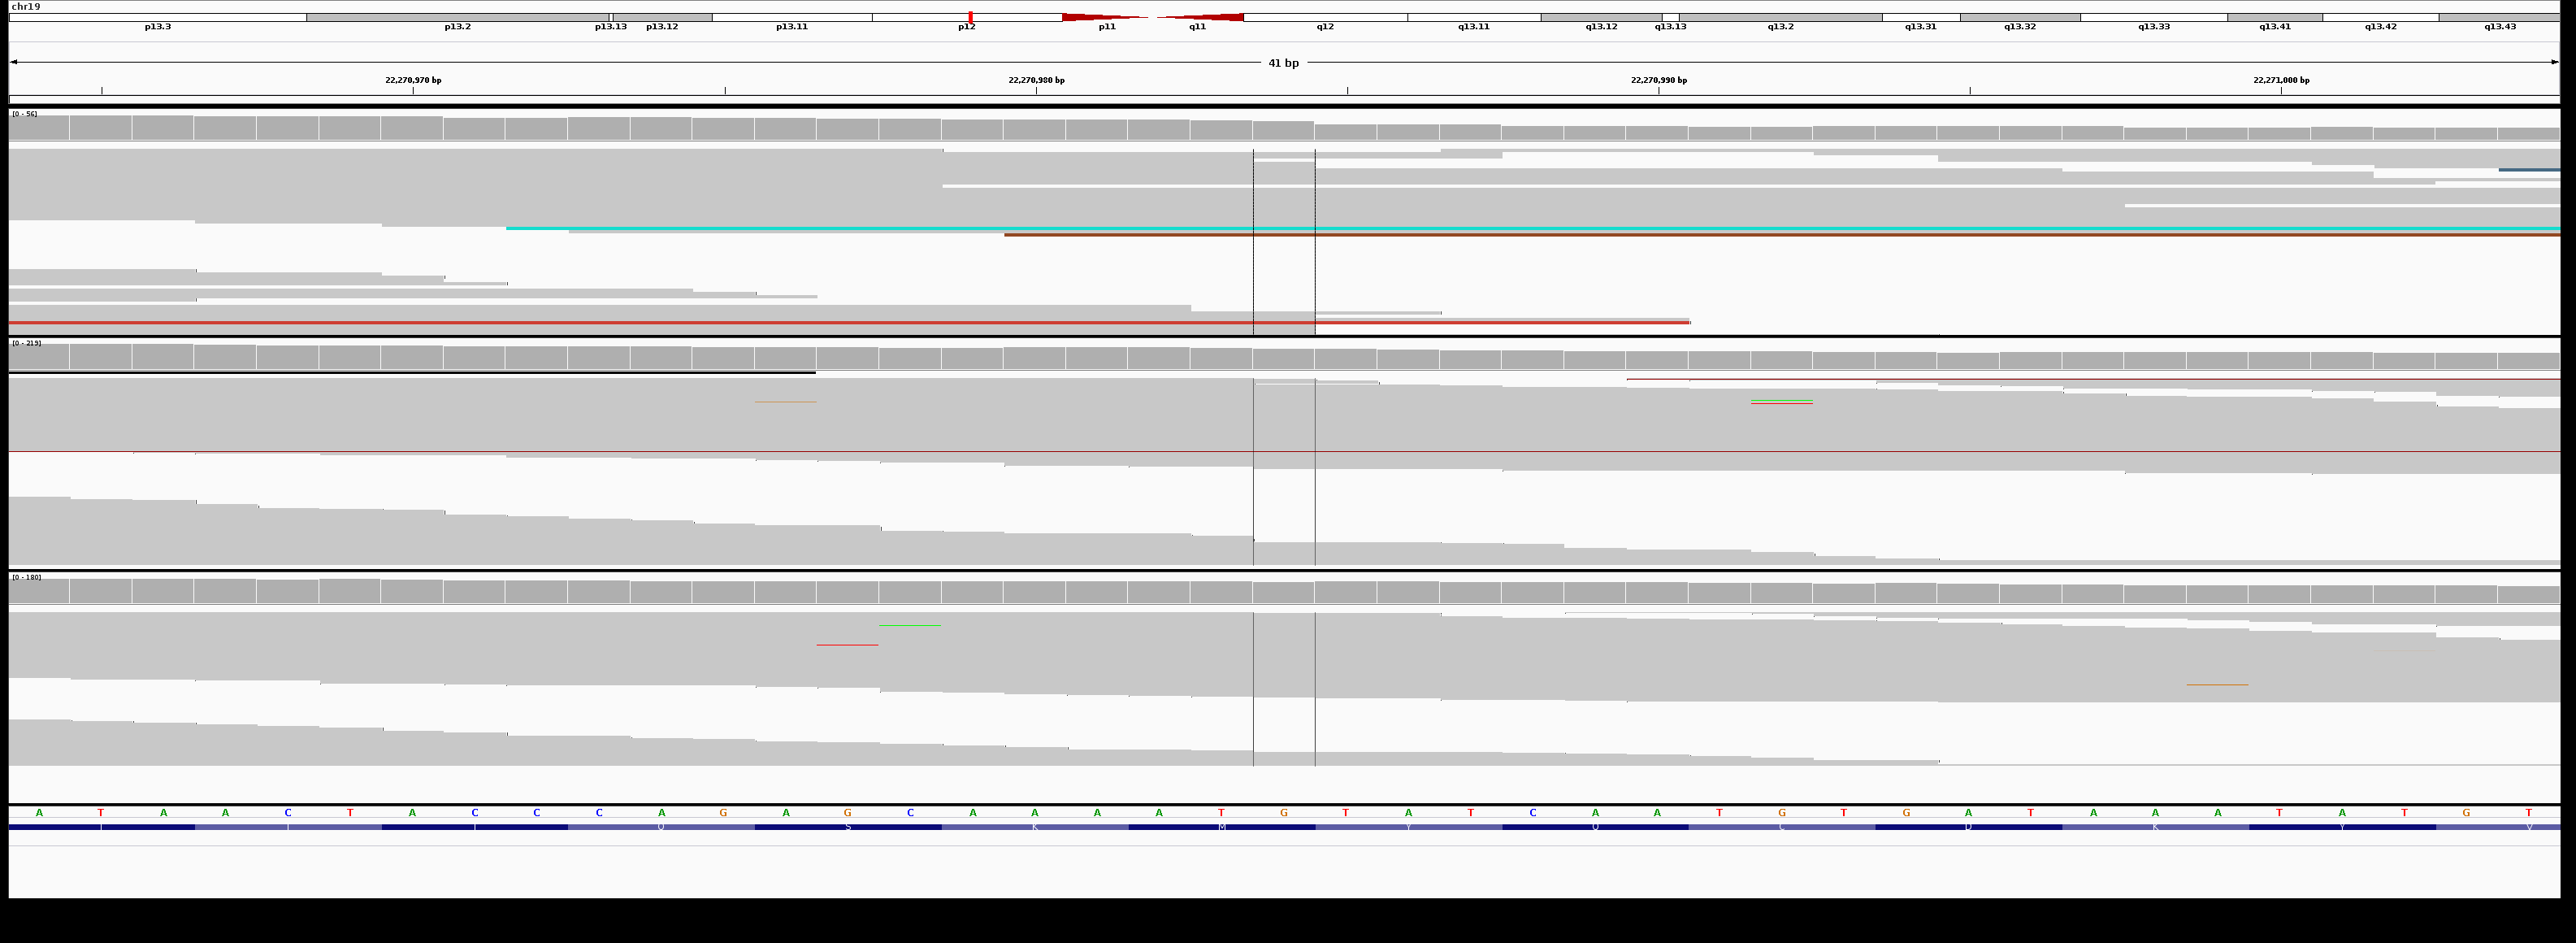 chr19
p13.3 p13.2 p13.13 p13.12 p13.11 p12 p11 q11 q12 q13.11 q13.12 q13.13 q13.2 q13.31 q13.32 q13.33 q13.41 q13.42 q13.43
41 bp
22,270,970 bp 22,270,980 bp 22,270,990 bp 22,271,000 bp
[0 - 56]
[0 - 219]
[0 - 180]
A T A A C T A C C C A G A G C A A A A T G T A T C A A T G T G A T A A A T A T G T
Q S K M Y Q C D K Y V